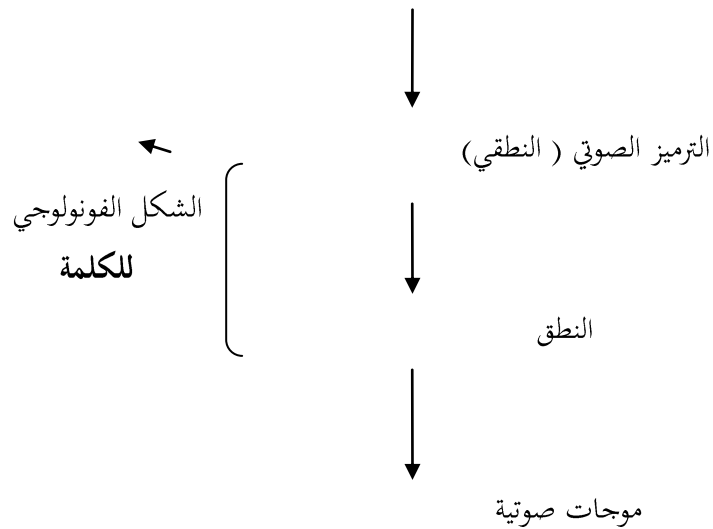 الترميز الصوتي ( النطقي)
الشكل الفونولوجي
للكلمة
النطق
موجات صوتية